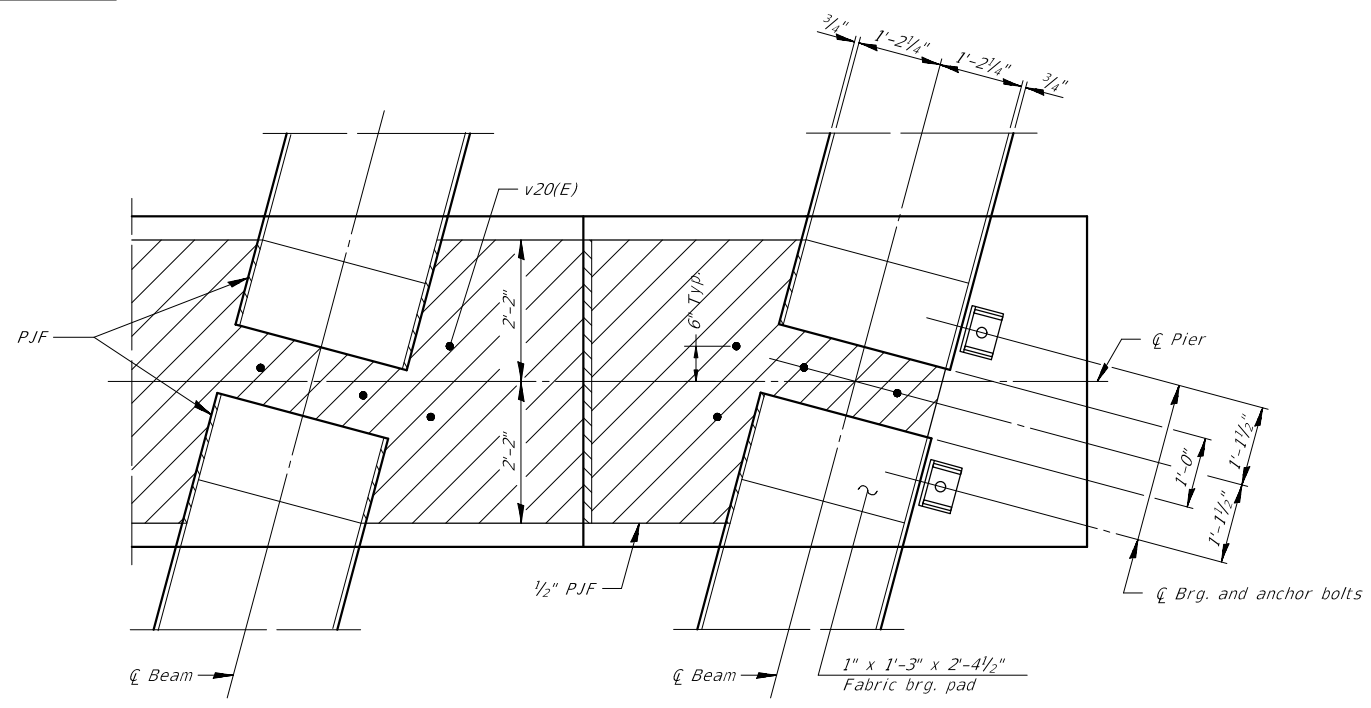 3/4"
1'-2 1/4"
1'-2 1/4"
3/4"
v20(E)
PJF
2'-2"
6" Typ.
℄ Pier
2'-2"
1'-0"
1'-1 1/2"
1'-1 1/2"
1/2" PJF
℄ Brg. and anchor bolts
℄ Beam
℄ Beam
1" x 1'-3" x 2'-4 1/2"
Fabric brg. pad